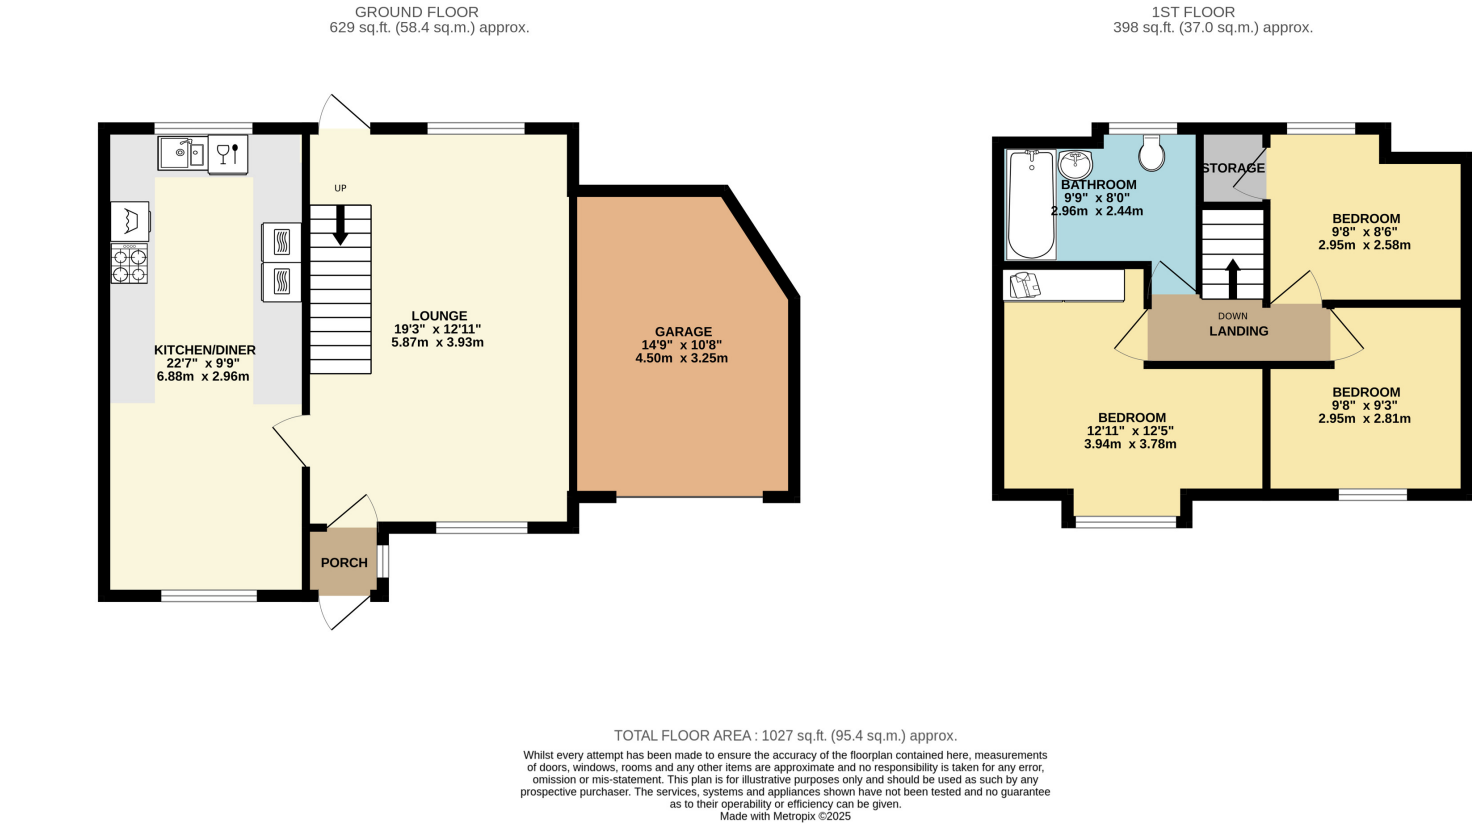 GROUND FLOOR
629 sq.ft. (58.4 sq.m.) approx.
1ST FLOOR
398 sq.ft. (37.0 sq.m.) approx.
UP
KITCHEN/DINER
22'7" x 9'9"
6.88m x 2.96m
LOUNGE
19'3" x 12'11"
5.87m x 3.93m
GARAGE
14'9" x 10'8"
4.50m x 3.25m
PORCH
BATHROOM
9'9" x 8'0"
2.96m x 2.44m
STORAGE
BEDROOM
9'8" x 8'6"
2.95m x 2.58m
DOWN
LANDING
BEDROOM
12'11" x 12'5"
3.94m x 3.78m
BEDROOM
9'8" x 9'3"
2.95m x 2.81m
TOTAL FLOOR AREA : 1027 sq.ft. (95.4 sq.m.) approx.
Whilst every attempt has been made to ensure the accuracy of the floorplan contained here, measurements
of doors, windows, rooms and any other items are approximate and no responsibility is taken for any error,
omission or mis-statement. This plan is for illustrative purposes only and should be used as such by any
prospective purchaser. The services, systems and appliances shown have not been tested and no guarantee
as to their operability or efficiency can be given.
Made with Metropix ©2025